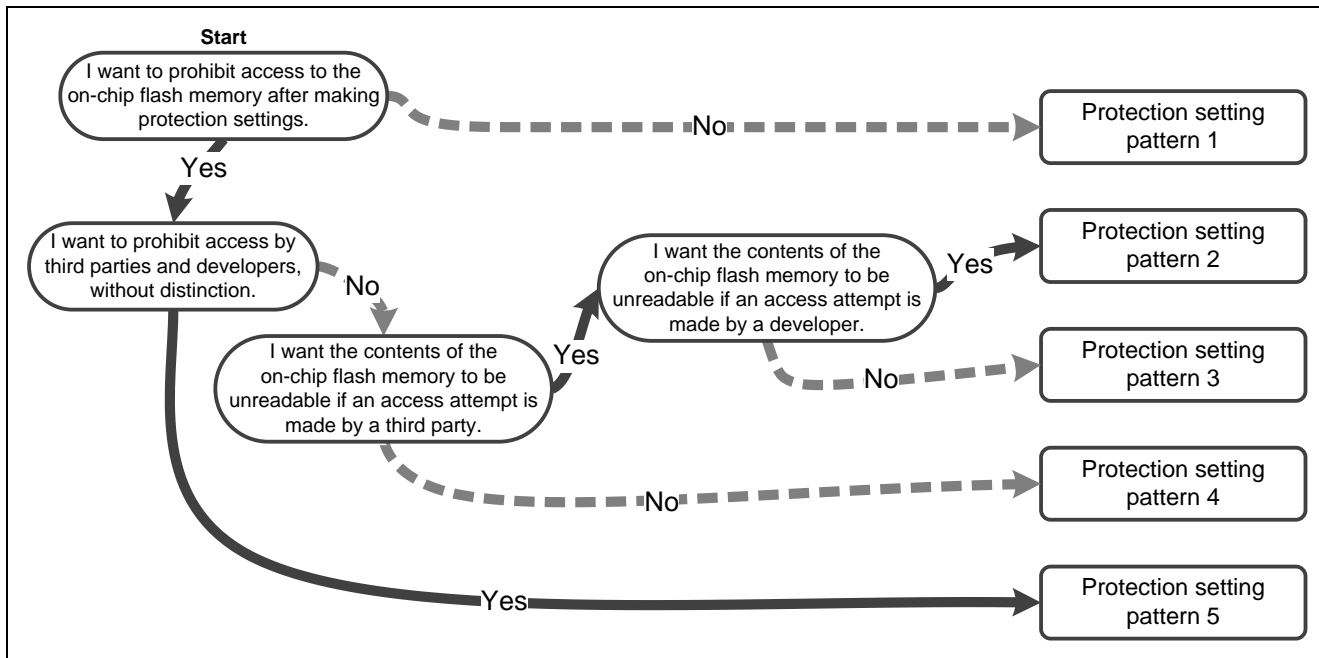 Start
I want to prohibit access to the
on-chip flash memory after making
protection settings.
No
Protection setting
pattern 1
Yes
I want to prohibit access by
third parties and developers,
without distinction.
No
I want the contents of the
on-chip flash memory to be
unreadable if an access attempt is
made by a third party.
Yes
I want the contents of the
on-chip flash memory to be
unreadable if an access attempt is
made by a developer.
Yes
Protection setting
pattern 2
No
Protection setting
pattern 3
No
Protection setting
pattern 4
Yes
Protection setting
pattern 5